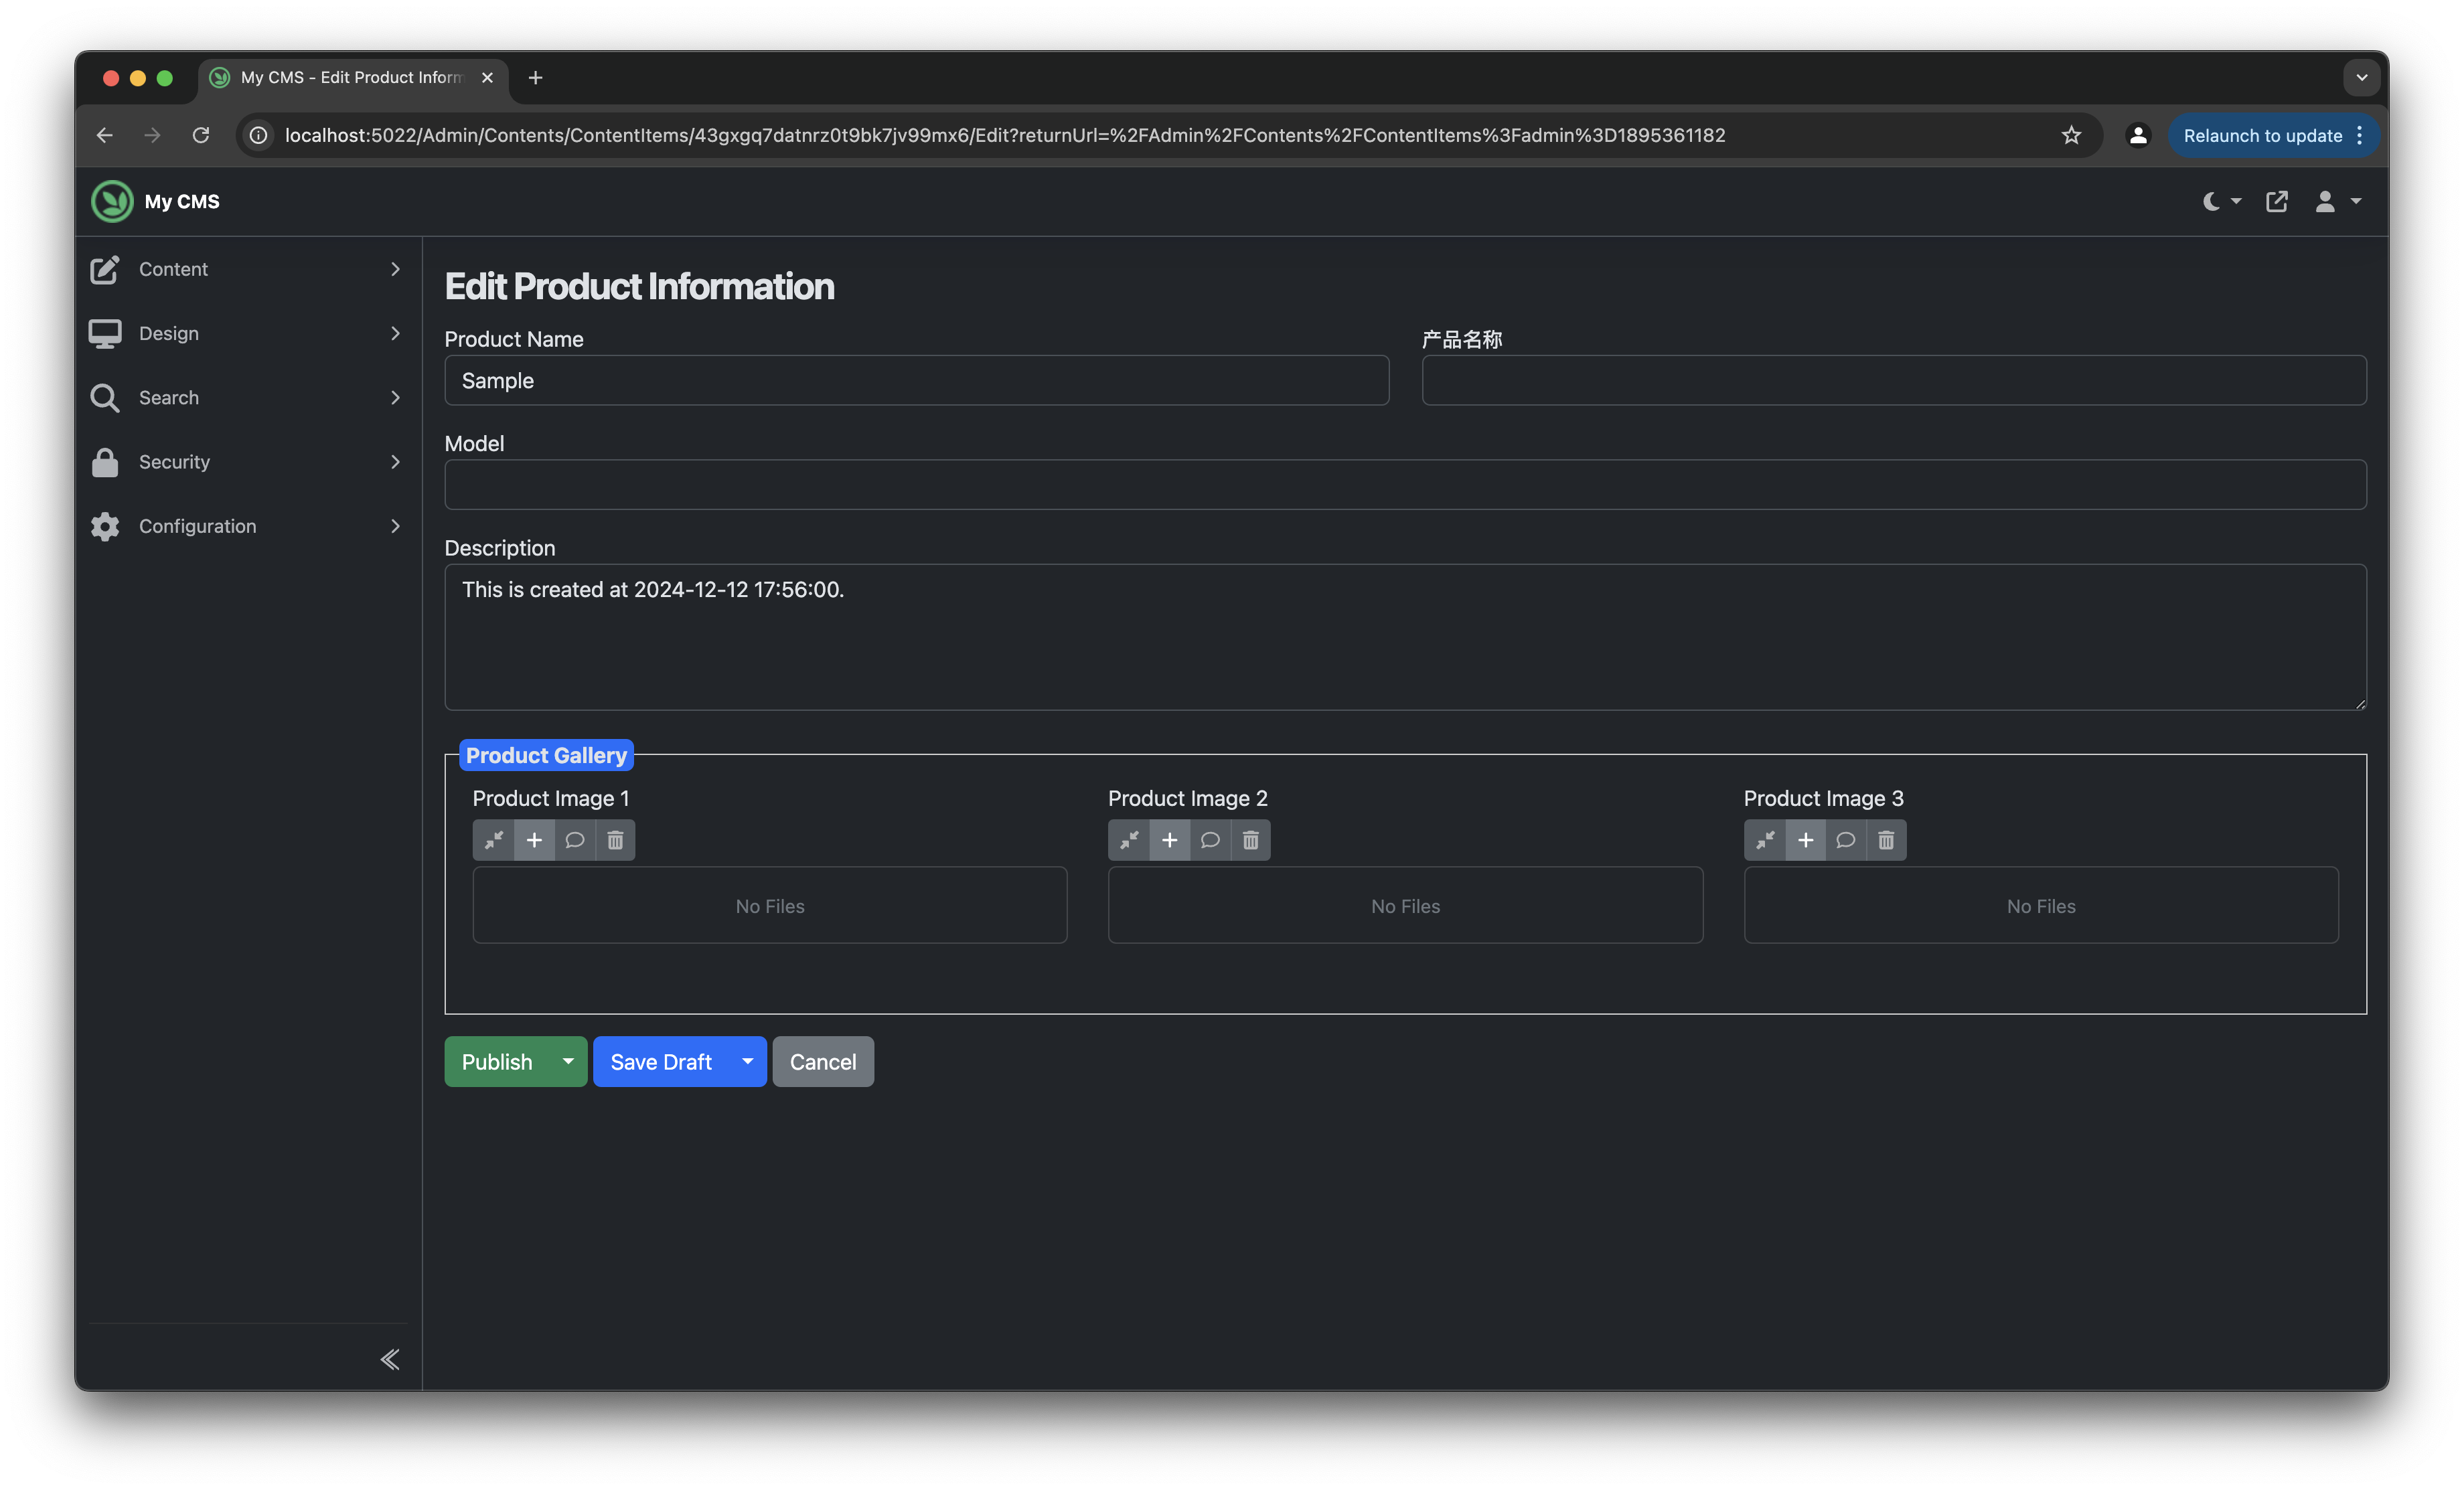 My CMS - Edit Product Inform
localhost:5022/Admin/Contents/ContentItems/43gxgq7datnrz0t9bk7jv99mx6/Edit?returnUrl=%2FAdmin%2FContents%2FContentItems%3Fadmin%3D1895361182
Relaunch to update
My CMS
Content
Design
Search
Security
Configuration
Edit Product Information
Product Name
产品名称
Sample
Model
Description
This is created at 2024-12-12 17:56:00.
Product Gallery
Product Image 1
Product Image 2
Product Image 3
No Files
No Files
No Files
Publish
Save Draft
Cancel